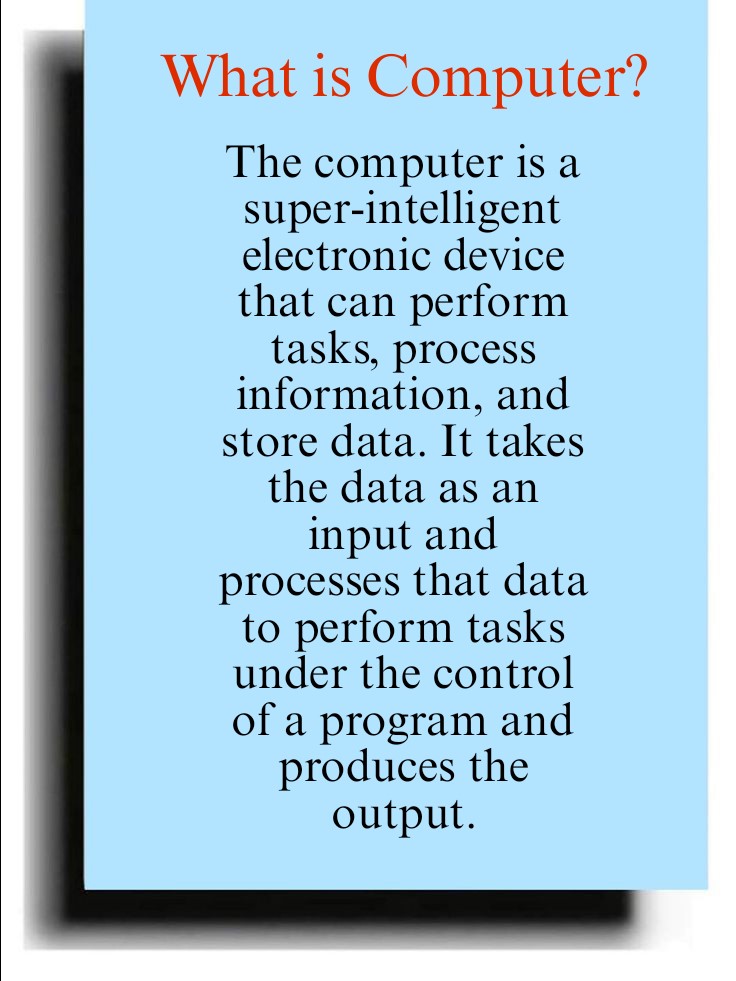 What is Computer?
The computer is a
super-intelligent
electronic device
that can perform
tasks, process
information, and
store data. It takes
the data as an
input and
processes that data
to perform tasks
under the control
of a program and
produces the
output.